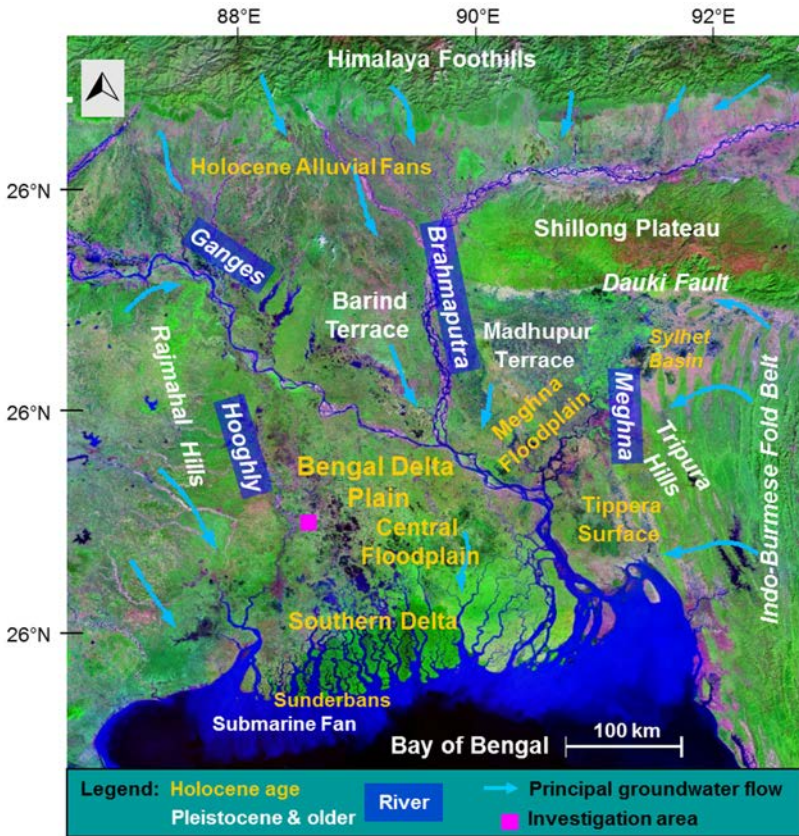 88°E
90°E
92°E
Himalaya Foothills
26°N
Holocene Alluvial Fans
Shillong Plateau
Ganges
Brahmaputra
Dauki Fault
Barind
Terrace
Madhupur
Terrace
Sylhet
Basin
Rajmahal Hills
26°N
Hooghly
Meghna
Floodplain
Meghna
Tripura
Hills
Indo-Burmese Fold Belt
Bengal Delta
Plain
Central
Floodplain
Tippera
Surface
26°N
Southern Delta
Sunderbans
Submarine Fan
Bay of Bengal
100 km
Legend: Holocene age
Pleistocene & older
River
Principal groundwater flow
Investigation area